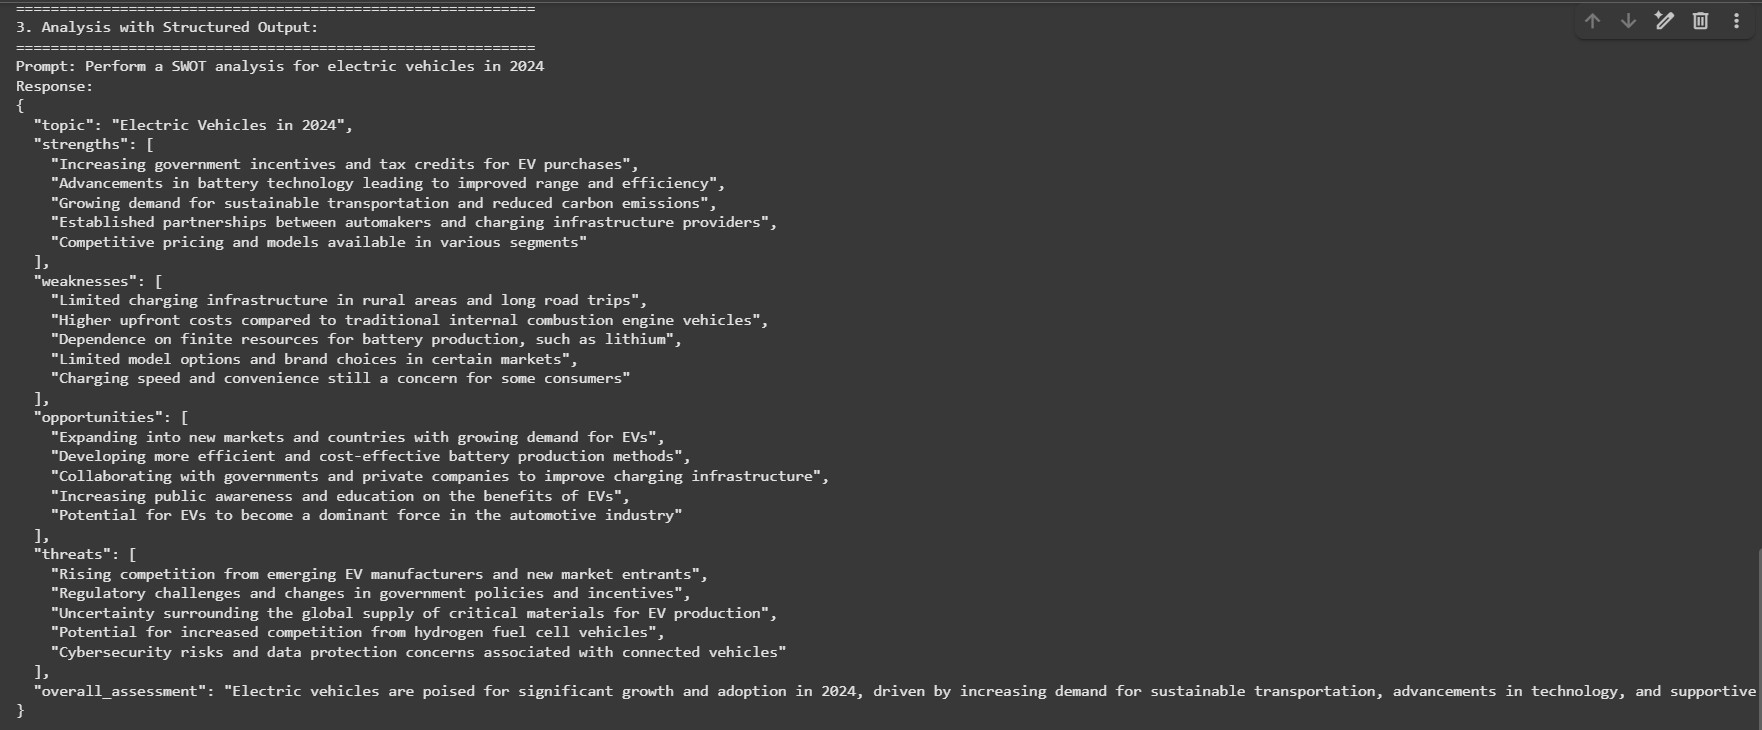 ============================================================
3. Analysis with Structured Output:
============================================================
Prompt: Perform a SWOT analysis for electric vehicles in 2024
Response:
{
  "topic": "Electric Vehicles in 2024",
  "strengths": [
    "Increasing government incentives and tax credits for EV purchases",
    "Advancements in battery technology leading to improved range and efficiency",
    "Growing demand for sustainable transportation and reduced carbon emissions",
    "Established partnerships between automakers and charging infrastructure providers",
    "Competitive pricing and models available in various segments"
  ],
  "weaknesses": [
    "Limited charging infrastructure in rural areas and long road trips",
    "Higher upfront costs compared to traditional internal combustion engine vehicles",
    "Dependence on finite resources for battery production, such as lithium",
    "Limited model options and brand choices in certain markets",
    "Charging speed and convenience still a concern for some consumers"
  ],
  "opportunities": [
    "Expanding into new markets and countries with growing demand for EVs",
    "Developing more efficient and cost-effective battery production methods",
    "Collaborating with governments and private companies to improve charging infrastructure",
    "Increasing public awareness and education on the benefits of EVs",
    "Potential for EVs to become a dominant force in the automotive industry"
  ],
  "threats": [
    "Rising competition from emerging EV manufacturers and new market entrants",
    "Regulatory challenges and changes in government policies and incentives",
    "Uncertainty surrounding the global supply of critical materials for EV production",
    "Potential for increased competition from hydrogen fuel cell vehicles",
    "Cybersecurity risks and data protection concerns associated with connected vehicles"
  ],
  "overall_assessment": "Electric vehicles are poised for significant growth and adoption in 2024, driven by increasing demand for sustainable transportation, advancements in technology, and supportive
}